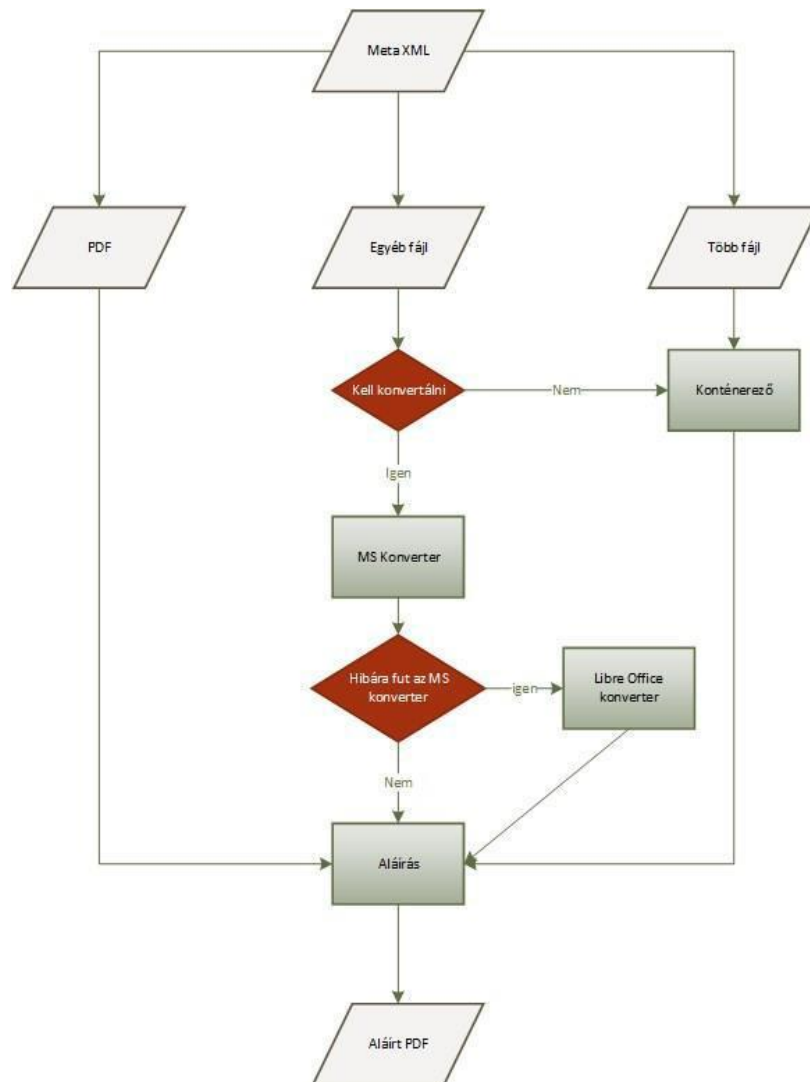 Meta XML
PDF
Egyéb fájl
Több fájl
Kell konvertálni
Nem
Konténerező
Igen
MS Konverter
Hibára fut az MS
konverter
igen
Libre Office
konverter
Nem
Aláírás
Aláírt PDF